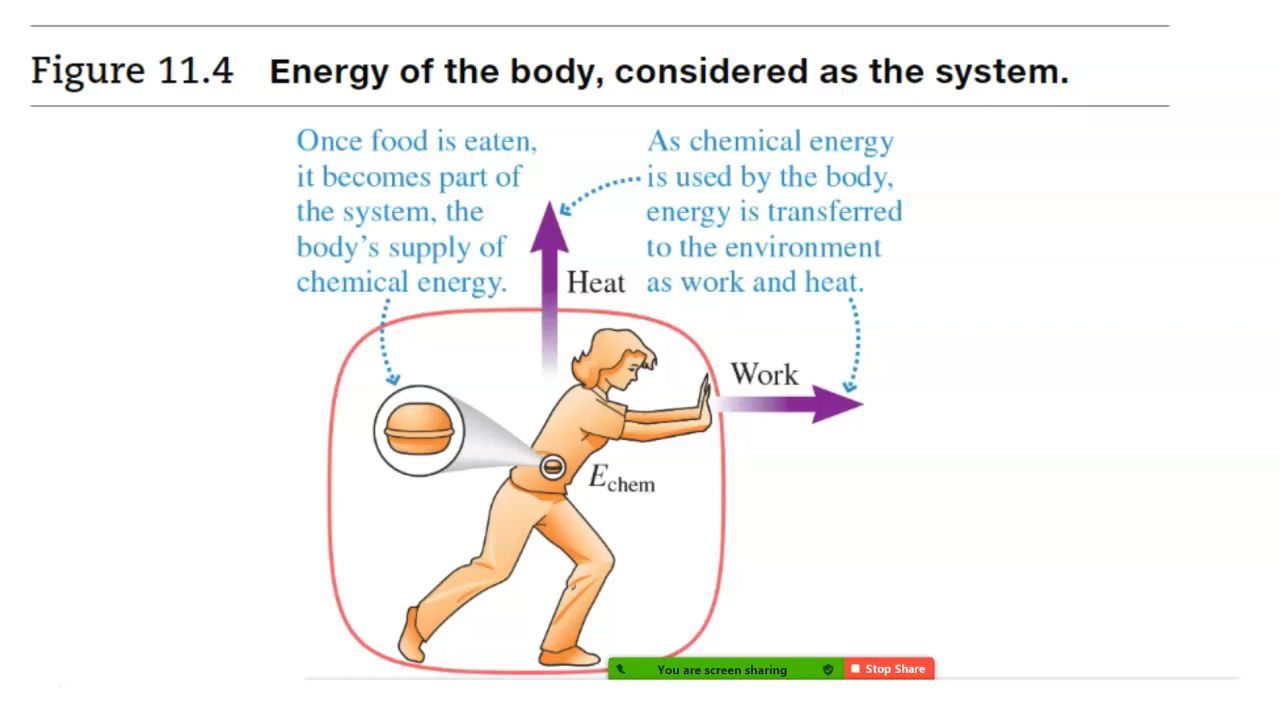 Figure 11.4 Energy of the body, considered as the system.
Once food is eaten,
it becomes part of
the system, the
body’s supply of
chemical energy.
As chemical energy
is used by the body,
energy is transferred
to the environment
as work and heat.
Heat
Work
Echem
You are screen sharing
Stop Share